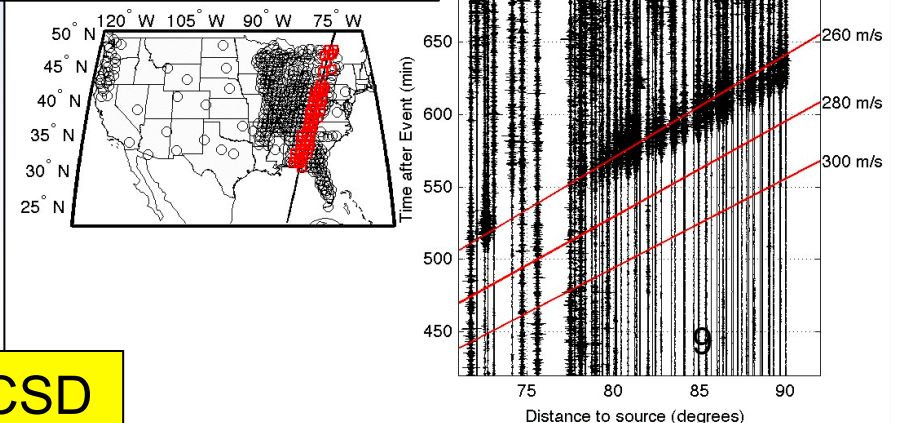 120° W 105° W 90° W 75° W
50° N
45° N
40° N
35° N
30° N
25° N
Time after Event (min)
650
600
550
500
450
260 m/s
280 m/s
300 m/s
9
75 80 85 90
Distance to source (degrees)
CSD